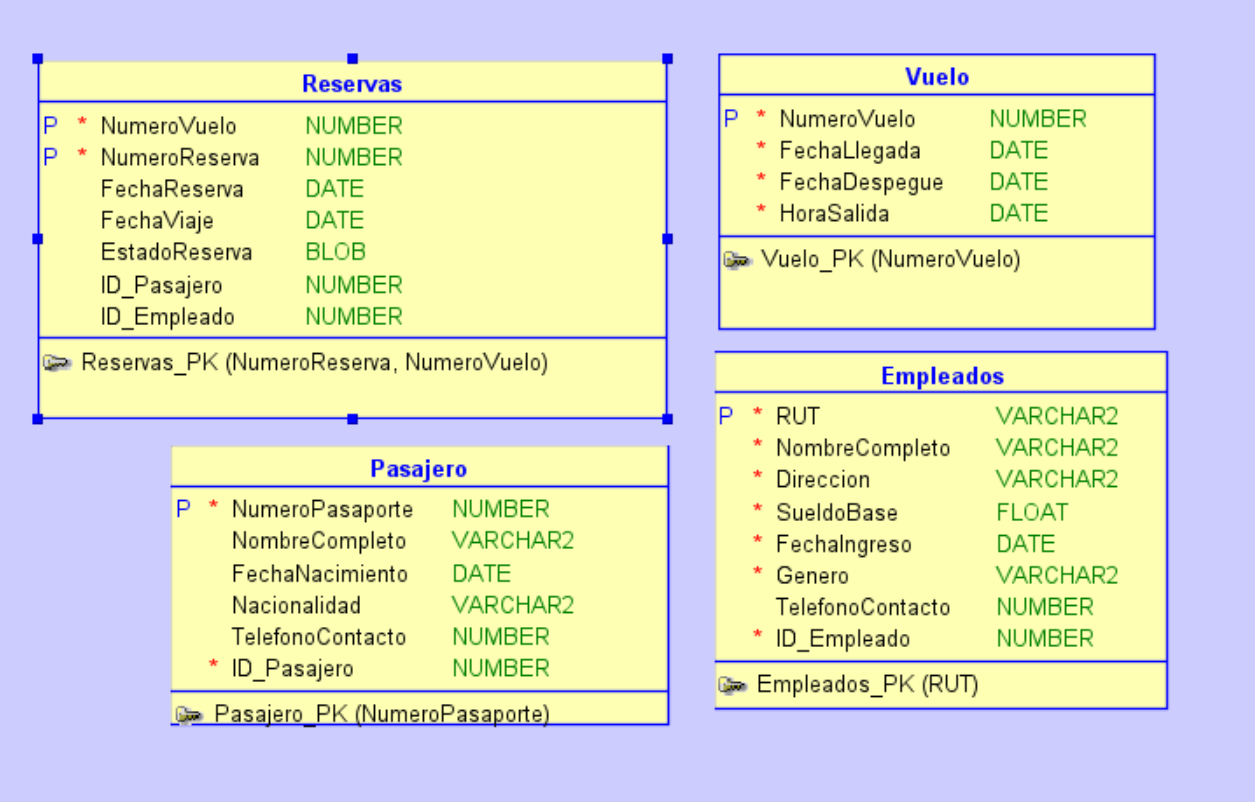 Reservas
P * NumeroVuelo NUMBER
P * NumeroReserva NUMBER
FechaReserva DATE
FechaViaje DATE
EstadoReserva BLOB
ID_Pasajero NUMBER
ID_Empleado NUMBER
Reservas_PK (NumeroReserva, NumeroVuelo)
Vuelo
P * NumeroVuelo NUMBER
* FechaLlegada DATE
* FechaDespegue DATE
* HoraSalida DATE
Vuelo_PK (NumeroVuelo)
Pasajero
P * NumeroPasaporte NUMBER
NombreCompleto VARCHAR2
FechaNacimiento DATE
Nacionalidad VARCHAR2
TelefonoContacto NUMBER
* ID_Pasajero NUMBER
Pasajero_PK (NumeroPasaporte)
Empleados
P * RUT VARCHAR2
* NombreCompleto VARCHAR2
* Direccion VARCHAR2
* SueldoBase FLOAT
* FechaIngreso DATE
* Genero VARCHAR2
TelefonoContacto NUMBER
* ID_Empleado NUMBER
Empleados_PK (RUT)